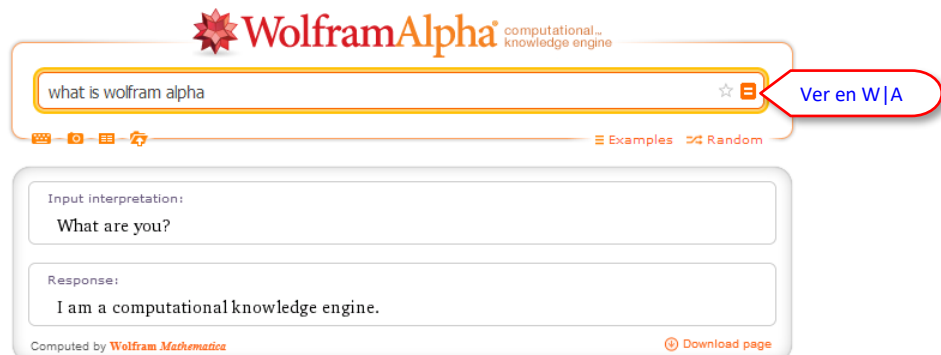 WolframAlpha computational... knowledge engine
what is wolfram alpha
Ver en W|A
Examples Random
Input interpretation:
What are you?
Response:
I am a computational knowledge engine.
Computed by Wolfram Mathematica
Download page